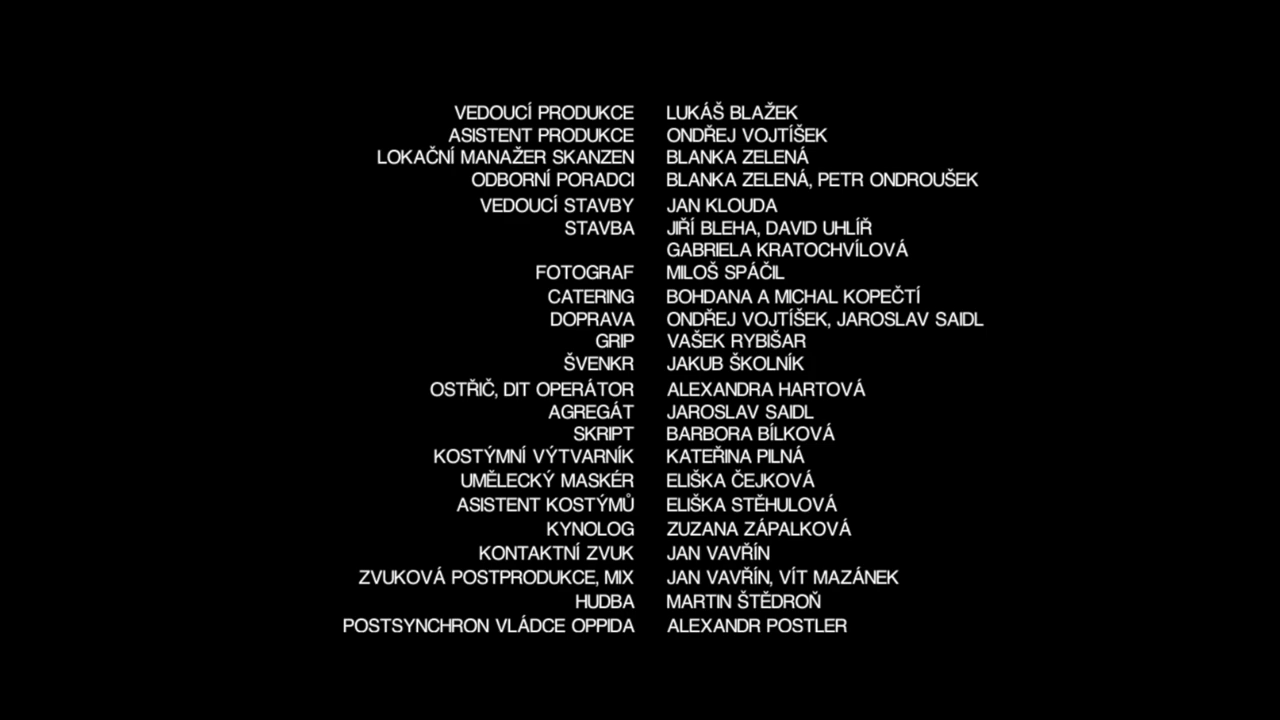 VEDOUCÍ PRODUKCE LUKÁŠ BLAŽEK
ASISTENT PRODUKCE ONDŘEJ VOJTÍŠEK
LOKAČNÍ MANAŽER SKANZEN BLANKA ZELENÁ
ODBORNÍ PORADCI BLANKA ZELENÁ, PETR ONDROUŠEK
VEDOUCÍ STAVBY JAN KLOUDA
STAVBA JIŘÍ BLEHA, DAVID UHLÍŘ
GABRIELA KRATOCHVÍLOVÁ
FOTOGRAF MILOŠ SPÁČIL
CATERING BOHDANA A MICHAL KOPEČTÍ
DOPRAVA ONDŘEJ VOJTÍŠEK, JAROSLAV SAIDL
GRIP VAŠEK RYBIŠAR
ŠVENKR JAKUB ŠKOLNÍK
OSTŘIČ, DIT OPERÁTOR ALEXANDRA HARTOVÁ
AGREGÁT JAROSLAV SAIDL
SKRIPT BARBORA BÍLKOVÁ
KOSTÝMNÍ VÝTVARNÍK KATEŘINA PILNÁ
UMĚLECKÝ MASKÉR ELIŠKA ČEJKOVÁ
ASISTENT KOSTÝMŮ ELIŠKA STĚHULOVÁ
KYNOLOG ZUZANA ZÁPALKOVÁ
KONTAKTNÍ ZVUK JAN VAVŘÍN
ZVUKOVÁ POSTPRODUKCE, MIX JAN VAVŘÍN, VÍT MAZÁNEK
HUDBA MARTIN ŠTĚDROŇ
POSTSYNCHRON VLÁDCE OPPIDA ALEXANDR POSTLER